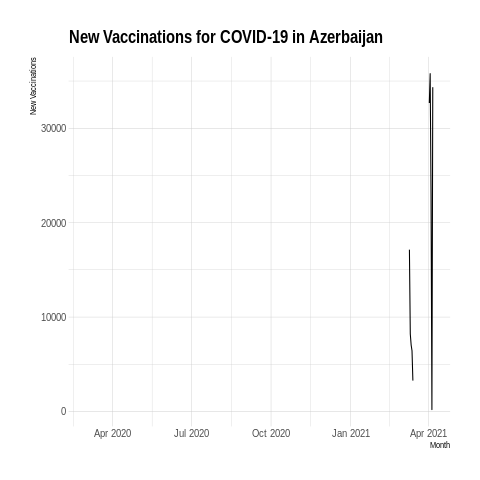 New Vaccinations for COVID-19 in Azerbaijan
New Vaccinations
30000
20000
10000
0
Apr 2020 Jul 2020 Oct 2020 Jan 2021 Apr 2021
Month